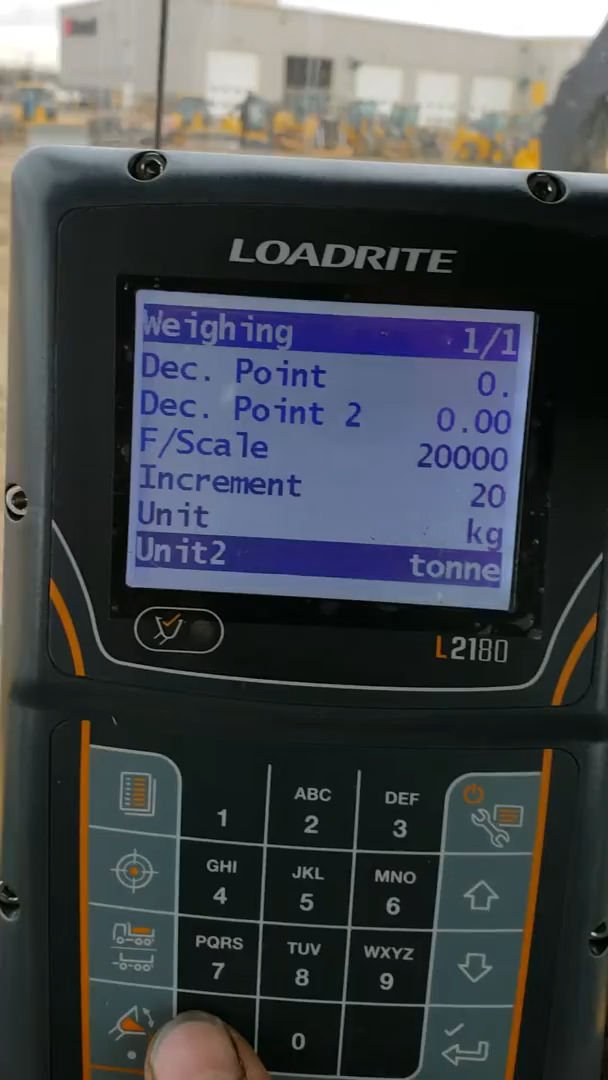 LOADRITE
Weighing 1/1
Dec. Point 0.
Dec. Point 2 0.00
F/Scale 20000
Increment 20
Unit kg
Unit2 tonne
L2180
1
ABC
2
DEF
3
GHI
4
JKL
5
MNO
6
PQRS
7
TUV
8
WXYZ
9
0